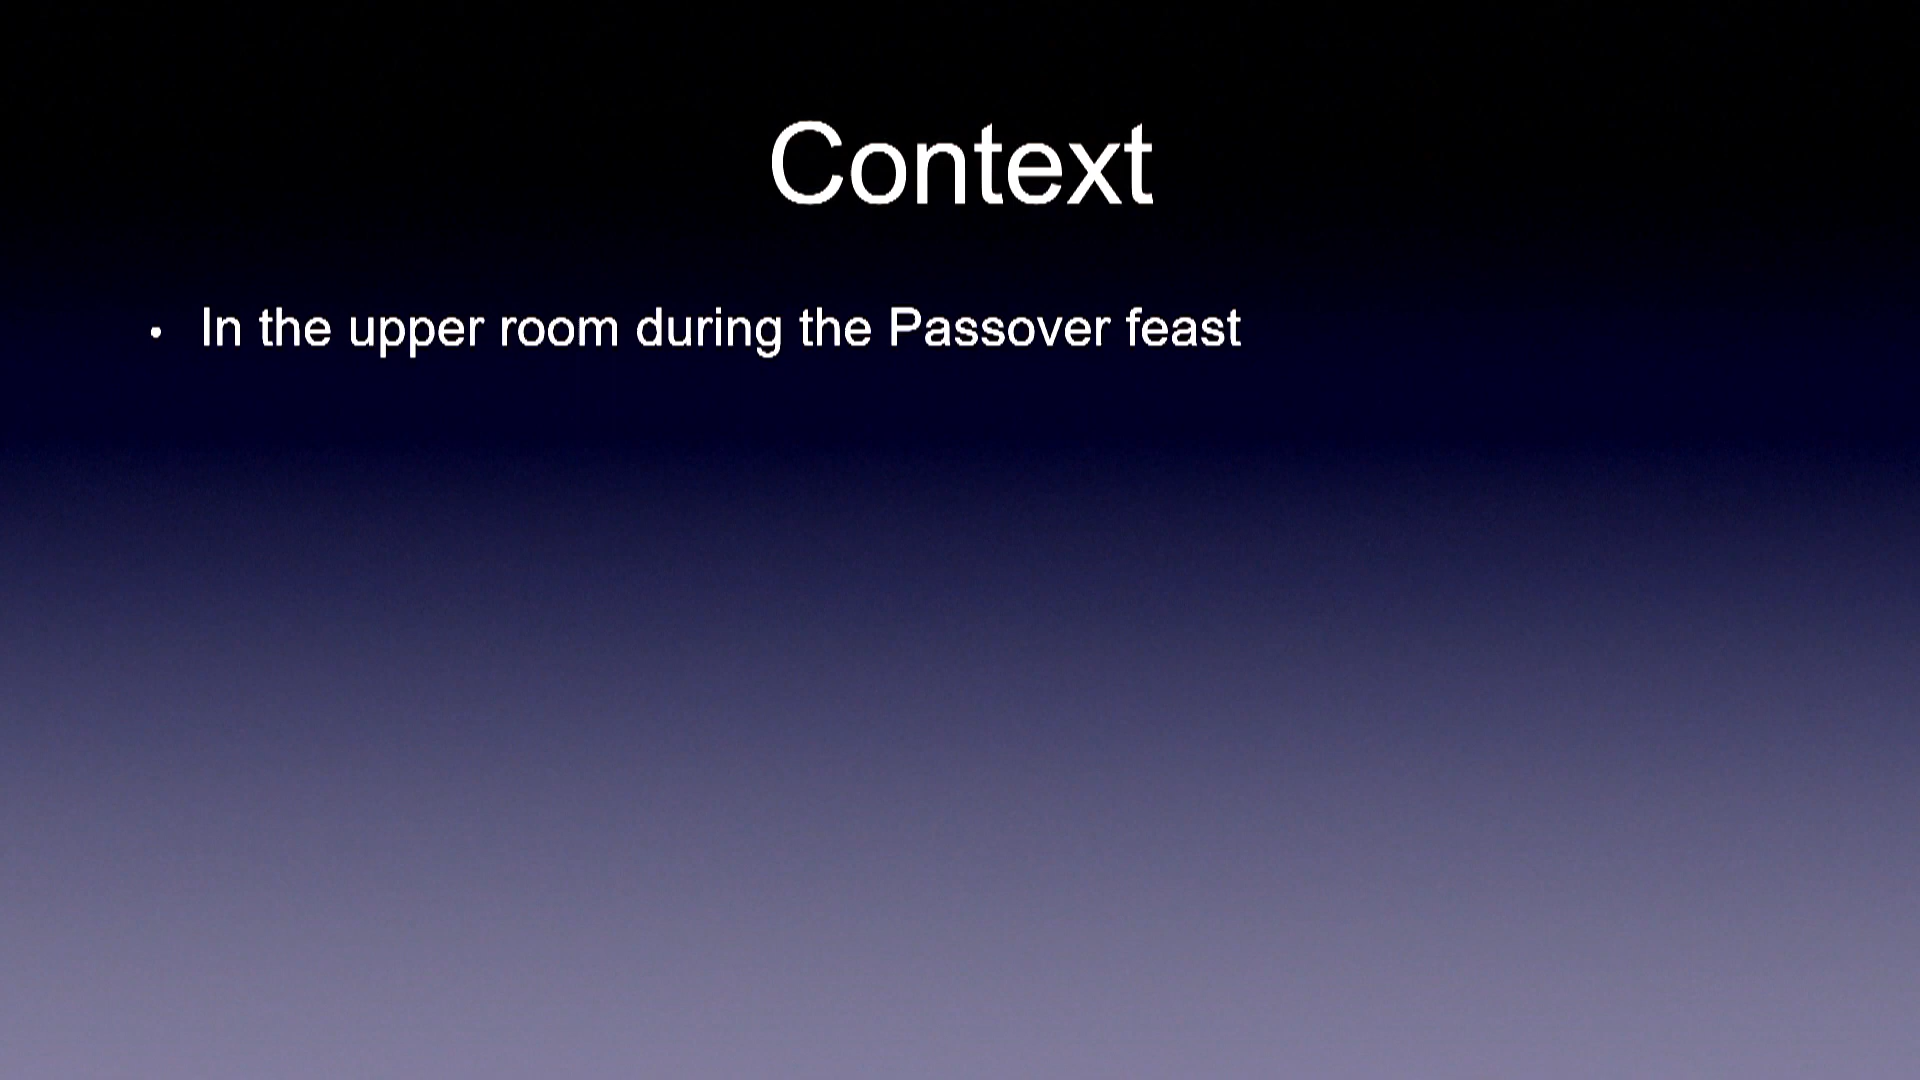 Context
• In the upper room during the Passover feast